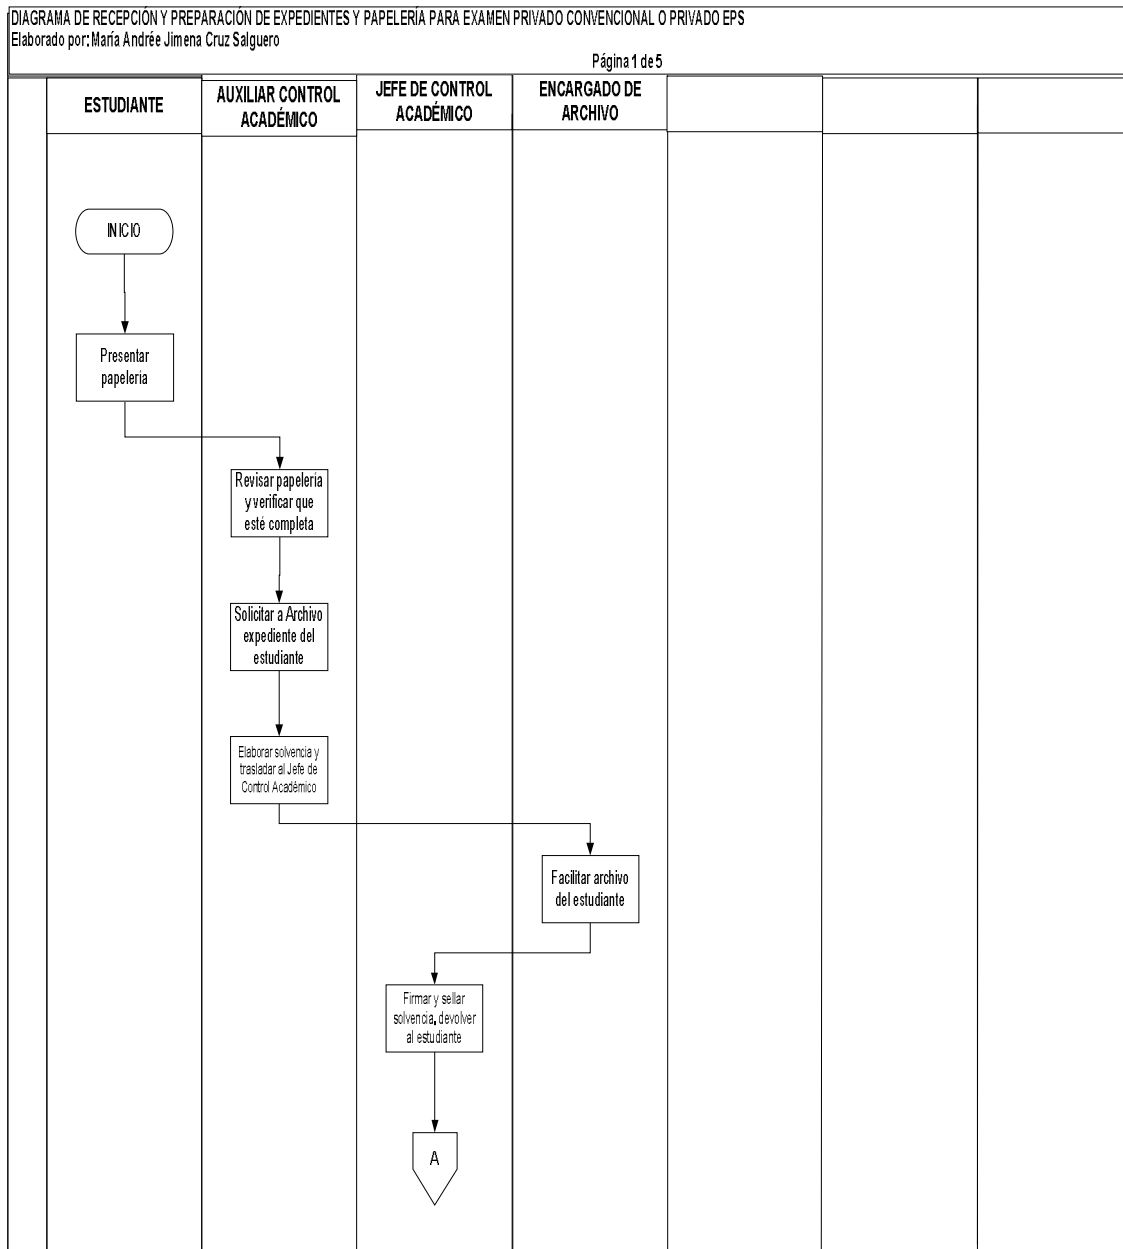 DIAGRAMA DE RECEPCIÓN Y PREPARACIÓN DE EXPEDIENTES Y PAPELERÍA PARA EXAMEN PRIVADO CONVENCIONAL O PRIVADO EPS
Elaborado por: María Andrée Jimena Cruz Salguero
Página 1 de 5
ESTUDIANTE
AUXILIAR CONTROL
ACADÉMICO
JEFE DE CONTROL
ACADÉMICO
ENCARGADO DE
ARCHIVO
INICIO
Presentar
papelería
Revisar papelería
y verificar que
esté completa
Solicitar a Archivo
expediente del
estudiante
Elaborar solvencia y
trasladar al Jefe de
Control Académico
Facilitar archivo
del estudiante
Firmar y sellar
solvencia, devolver
al estudiante
A